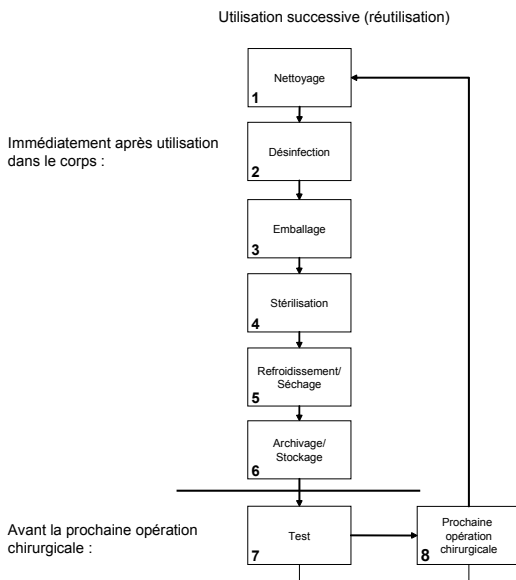 Utilisation successive (réutilisation)
Nettoyage
1
Immédiatement après utilisation
dans le corps :
Désinfection
2
Emballage
3
Stérilisation
4
Refroidissement/
Séchage
5
Archivage/
Stockage
6
Avant la prochaine opération
chirurgicale :
Test
7
Prochaine
opération
chirurgicale
8